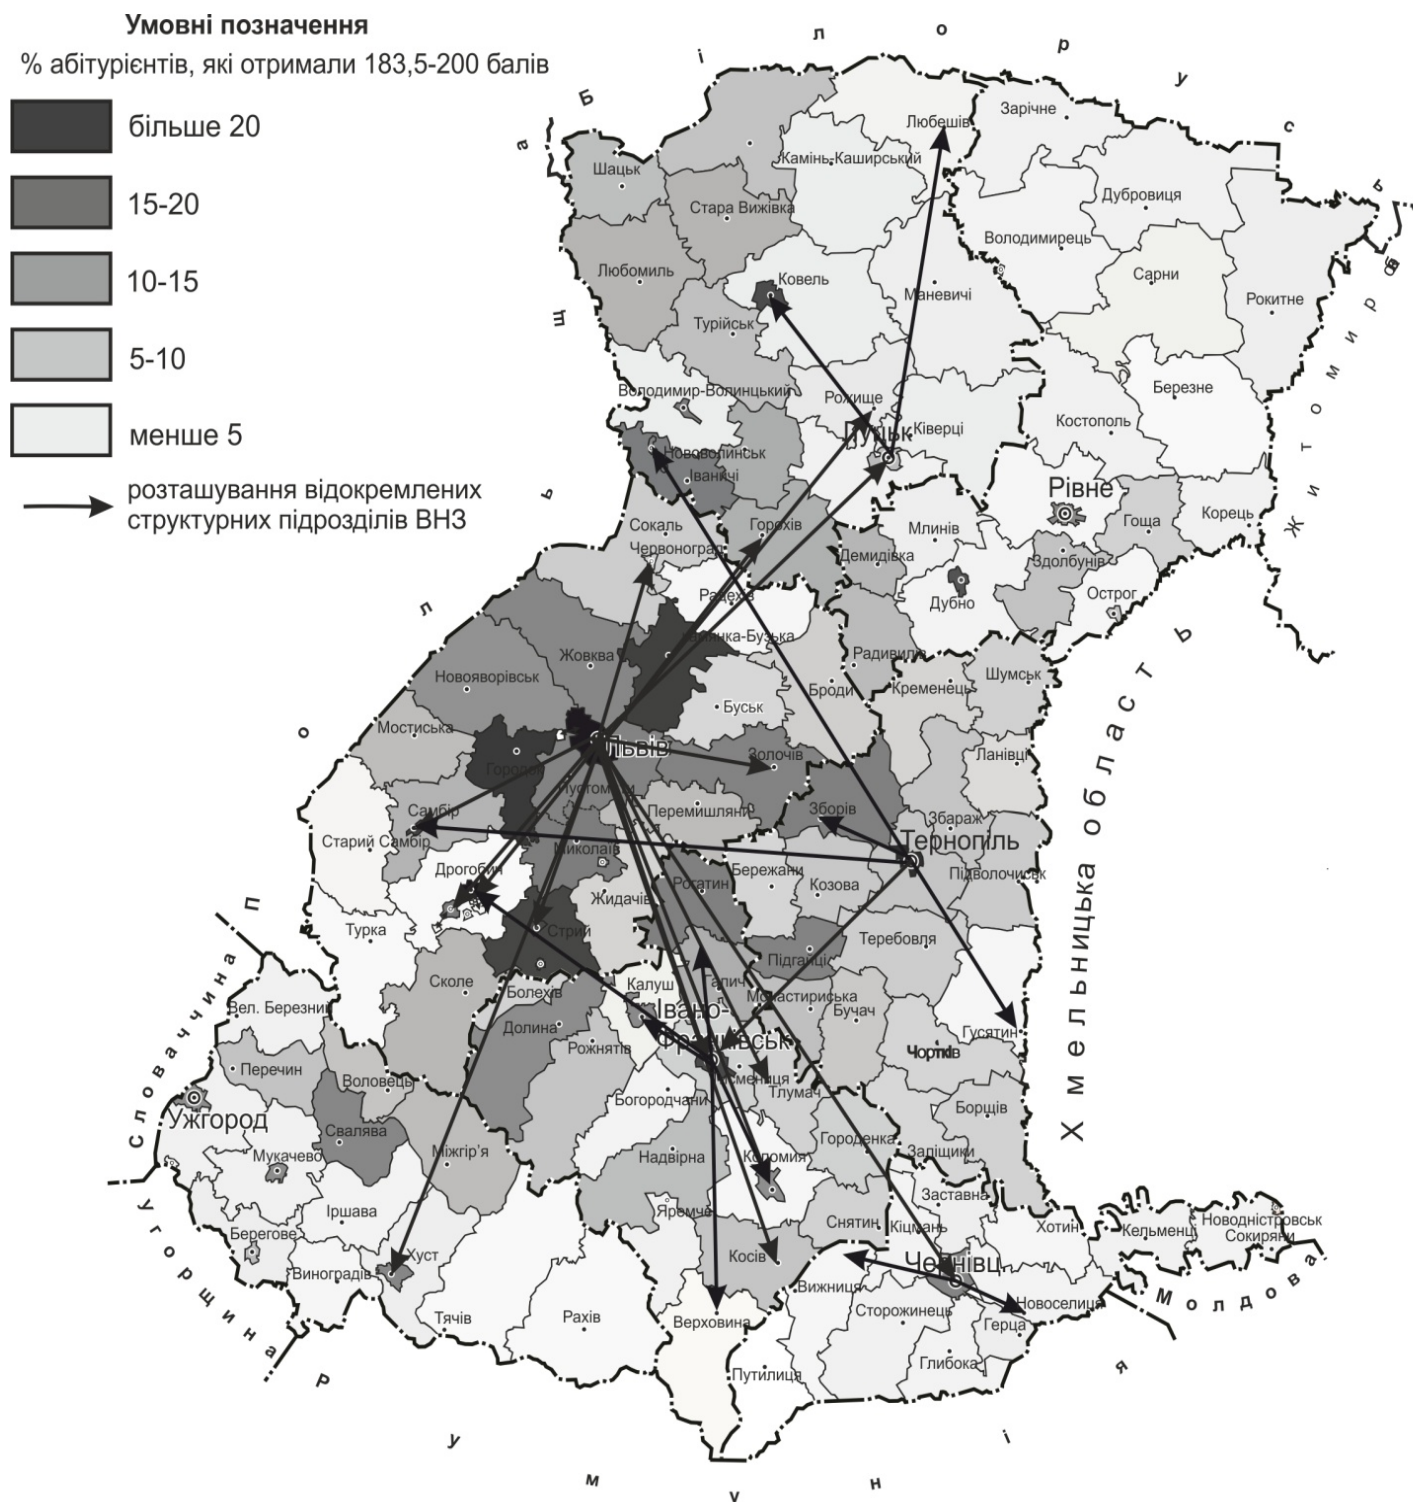 Умовні позначення
% абітурієнтів, які отримали 183,5-200 балів
більше 20
15-20
10-15
5-10
менше 5
розташування відокремлених
структурних підрозділів ВНЗ
Білорусь
Польща
Словаччина
Угорщина
Румунія
Молдова
Хмельницька область
Любешів
Зарічне
Шацьк
Камінь-Каширський
Дубровиця
Стара Вижівка
Володимирець
Любомиль
Ковель
Маневичі
Сарни
Рокитне
Турійськ
Володимир-Волинцький
Рожище
Березне
Луцьк
Ківерці
Костопіль
Нововолинськ
Іваничі
Рівне
Сокаль
Горохів
Млинів
Гоща
Корець
Червоноград
Демидівка
Здолбунів
Радехів
Дубно
Острог
Жовква
Радивилів
Новояворівськ
Броди
Кременець
Шумськ
Буськ
Мостиська
Львів
Золочів
Ланівці
Самбір
Перемишляни
Зборів
Збараж
Старий Самбір
Миколаїв
Тернопіль
Дрогобич
Рогатин
Бережани
Козова
Підволочиськ
Жидачів
Турка
Стрий
Підгайці
Теребовля
Сколе
Болехів
Калуш
Галич
Монастириська
Вел. Березний
Долина
Івано-
Франківськ
Бучач
Гусятин
Рожнятів
Чортків
Перечин
Воловець
Тлумач
Ужгород
Богородчани
Борщів
Свалява
Мукачево
Міжгір’я
Надвірна
Коломия
Городенка
Заліщики
Іршава
Яремче
Снятин
Кіцмань
Заставна
Хотин
Кельменці
Новодністровськ
Сокиряни
Берегове
Виноградів
Хуст
Косів
Вижниця
Новоселиця
Тячів
Рахів
Верховина
Сторожинець
Герца
Путилиця
Глибока